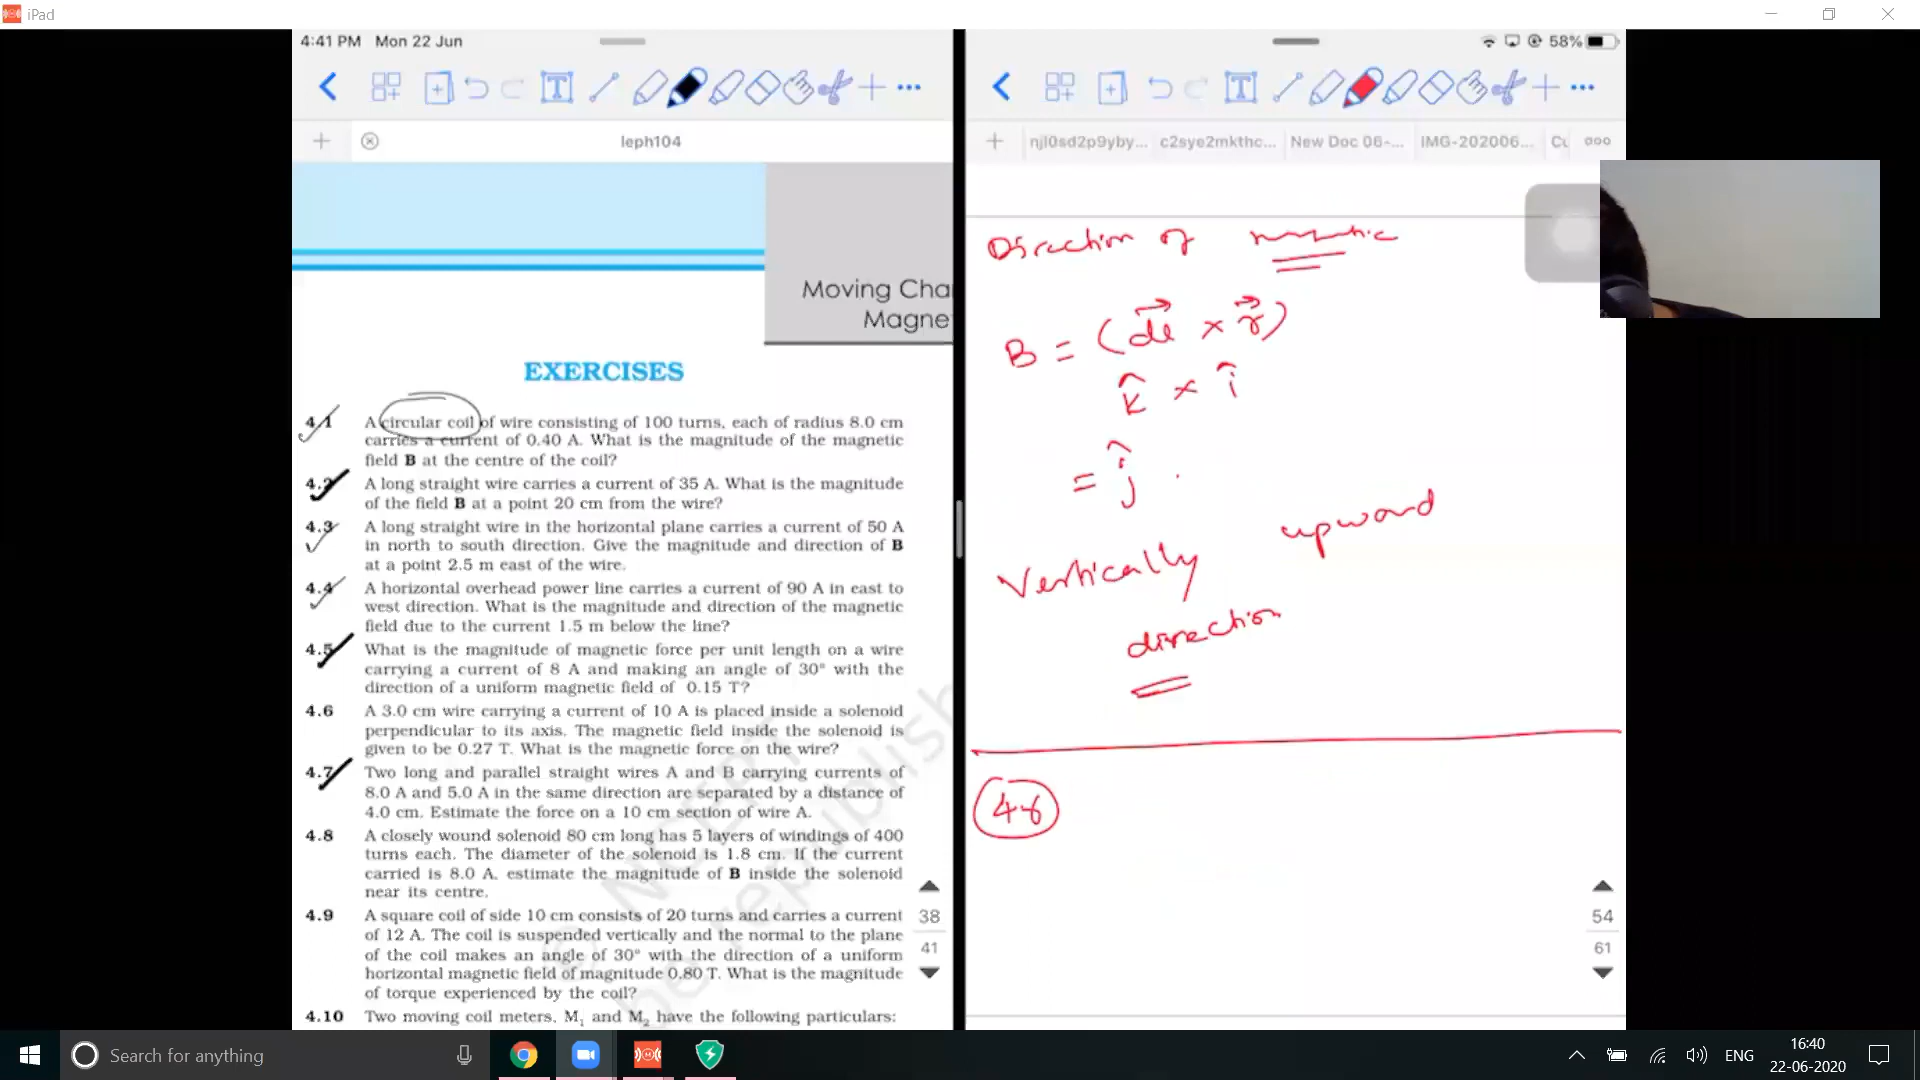 iPad
4:41 PM Mon 22 Jun
58%
leph104
njl0sd2p9yby... c2sye2mkthc... New Doc 06-... IMG-202006...
Moving Cha
Magne
EXERCISES
4.1 A circular coil of wire consisting of 100 turns, each of radius 8.0 cm
carries a current of 0.40 A. What is the magnitude of the magnetic
field B at the centre of the coil?
4.2 A long straight wire carries a current of 35 A. What is the magnitude
of the field B at a point 20 cm from the wire?
4.3 A long straight wire in the horizontal plane carries a current of 50 A
in north to south direction. Give the magnitude and direction of B
at a point 2.5 m east of the wire.
4.4 A horizontal overhead power line carries a current of 90 A in east to
west direction. What is the magnitude and direction of the magnetic
field due to the current 1.5 m below the line?
4.5 What is the magnitude of magnetic force per unit length on a wire
carrying a current of 8 A and making an angle of 30° with the
direction of a uniform magnetic field of 0.15 T?
4.6 A 3.0 cm wire carrying a current of 10 A is placed inside a solenoid
perpendicular to its axis. The magnetic field inside the solenoid is
given to be 0.27 T. What is the magnetic force on the wire?
4.7 Two long and parallel straight wires A and B carrying currents of
8.0 A and 5.0 A in the same direction are separated by a distance of
4.0 cm. Estimate the force on a 10 cm section of wire A.
4.8 A closely wound solenoid 80 cm long has 5 layers of windings of 400
turns each. The diameter of the solenoid is 1.8 cm. If the current
carried is 8.0 A, estimate the magnitude of B inside the solenoid
near its centre.
4.9 A square coil of side 10 cm consists of 20 turns and carries a current
of 12 A. The coil is suspended vertically and the normal to the plane
of the coil makes an angle of 30° with the direction of a uniform
horizontal magnetic field of magnitude 0.80 T. What is the magnitude
of torque experienced by the coil?
4.10 Two moving coil meters, M₁ and M₂ have the following particulars:
© NCERT
be republish
38
41
Direction of
B = (dl × r)
k̂ × î
= ĵ
Vertically upward
direction
54
61
Search for anything
ENG
16:40
22-06-2020